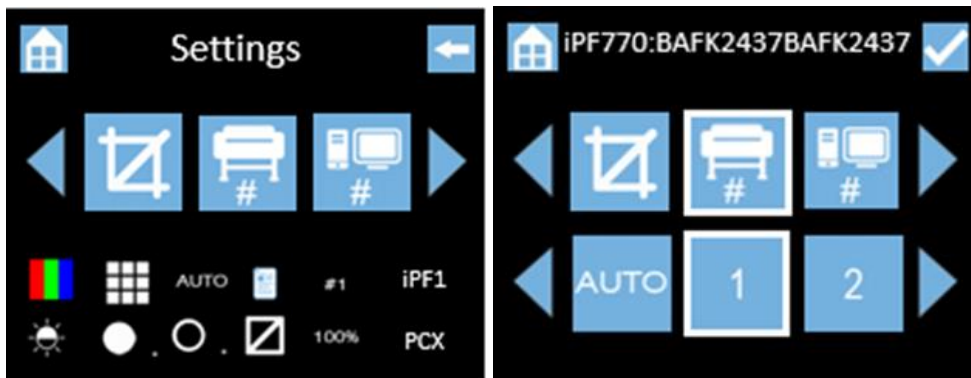 Settings
# #
AUTO #1 iPF1
100% PCX
iPF770:BAFK2437BAFK2437
# #
AUTO 1 2